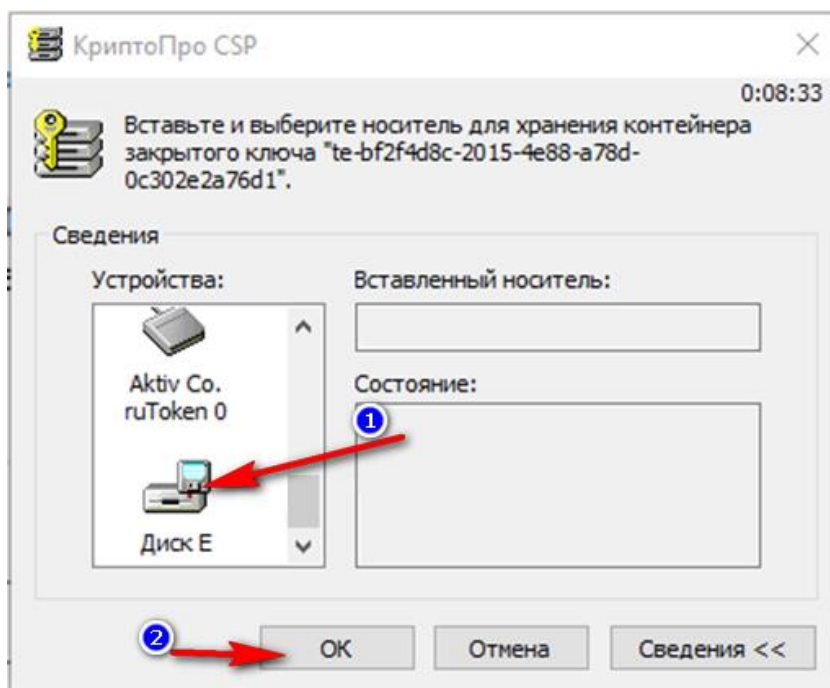 КриптоПро CSP
0:08:33
Вставьте и выберите носитель для хранения контейнера
закрытого ключа "te-bf2f4d8c-2015-4e88-a78d-
0c302e2a76d1".
Сведения
Устройства:
Вставленный носитель:
Aktiv Co.
ruToken 0
Состояние:
1
Диск E
2
OK
Отмена
Сведения <<